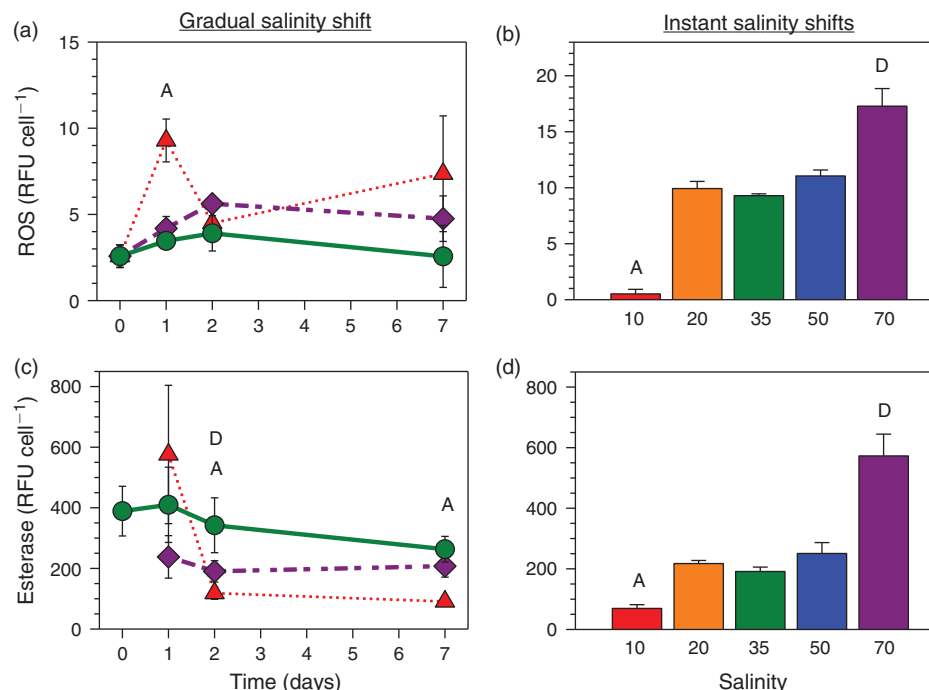 Gradual salinity shift
Instant salinity shifts
(a)
15
10
5
0
ROS (RFU cell⁻¹)
A
0 1 2 3 4 5 6 7
(b)
20
15
10
5
0
A
D
10 20 35 50 70
(c)
800
600
400
200
0
Esterase (RFU cell⁻¹)
D
A
A
0 1 2 3 4 5 6 7
Time (days)
(d)
800
600
400
200
0
A
D
10 20 35 50 70
Salinity